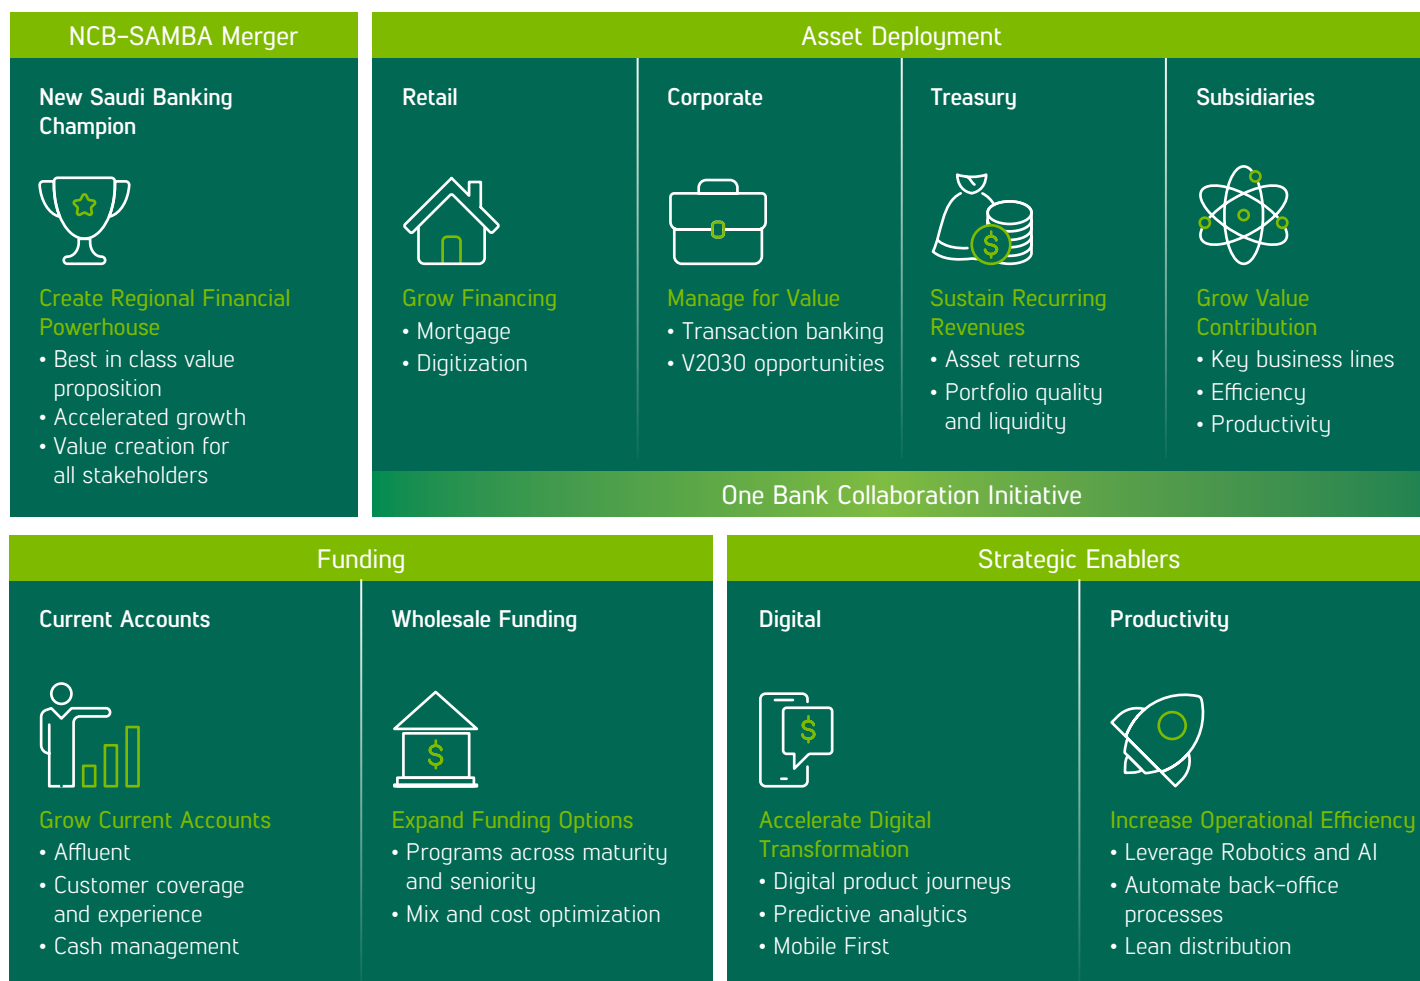 NCB-SAMBA Merger
New Saudi Banking
Champion
Create Regional Financial
Powerhouse
• Best in class value
proposition
• Accelerated growth
• Value creation for
all stakeholders
Asset Deployment
Retail
Grow Financing
• Mortgage
• Digitization
Corporate
Manage for Value
• Transaction banking
• V2030 opportunities
Treasury
$
Sustain Recurring
Revenues
• Asset returns
• Portfolio quality
and liquidity
Subsidiaries
Grow Value
Contribution
• Key business lines
• Efficiency
• Productivity
One Bank Collaboration Initiative
Funding
Current Accounts
Grow Current Accounts
• Affluent
• Customer coverage
and experience
• Cash management
Wholesale Funding
$
Expand Funding Options
• Programs across maturity
and seniority
• Mix and cost optimization
Strategic Enablers
Digital
$
Accelerate Digital
Transformation
• Digital product journeys
• Predictive analytics
• Mobile First
Productivity
Increase Operational Efficiency
• Leverage Robotics and AI
• Automate back-office
processes
• Lean distribution